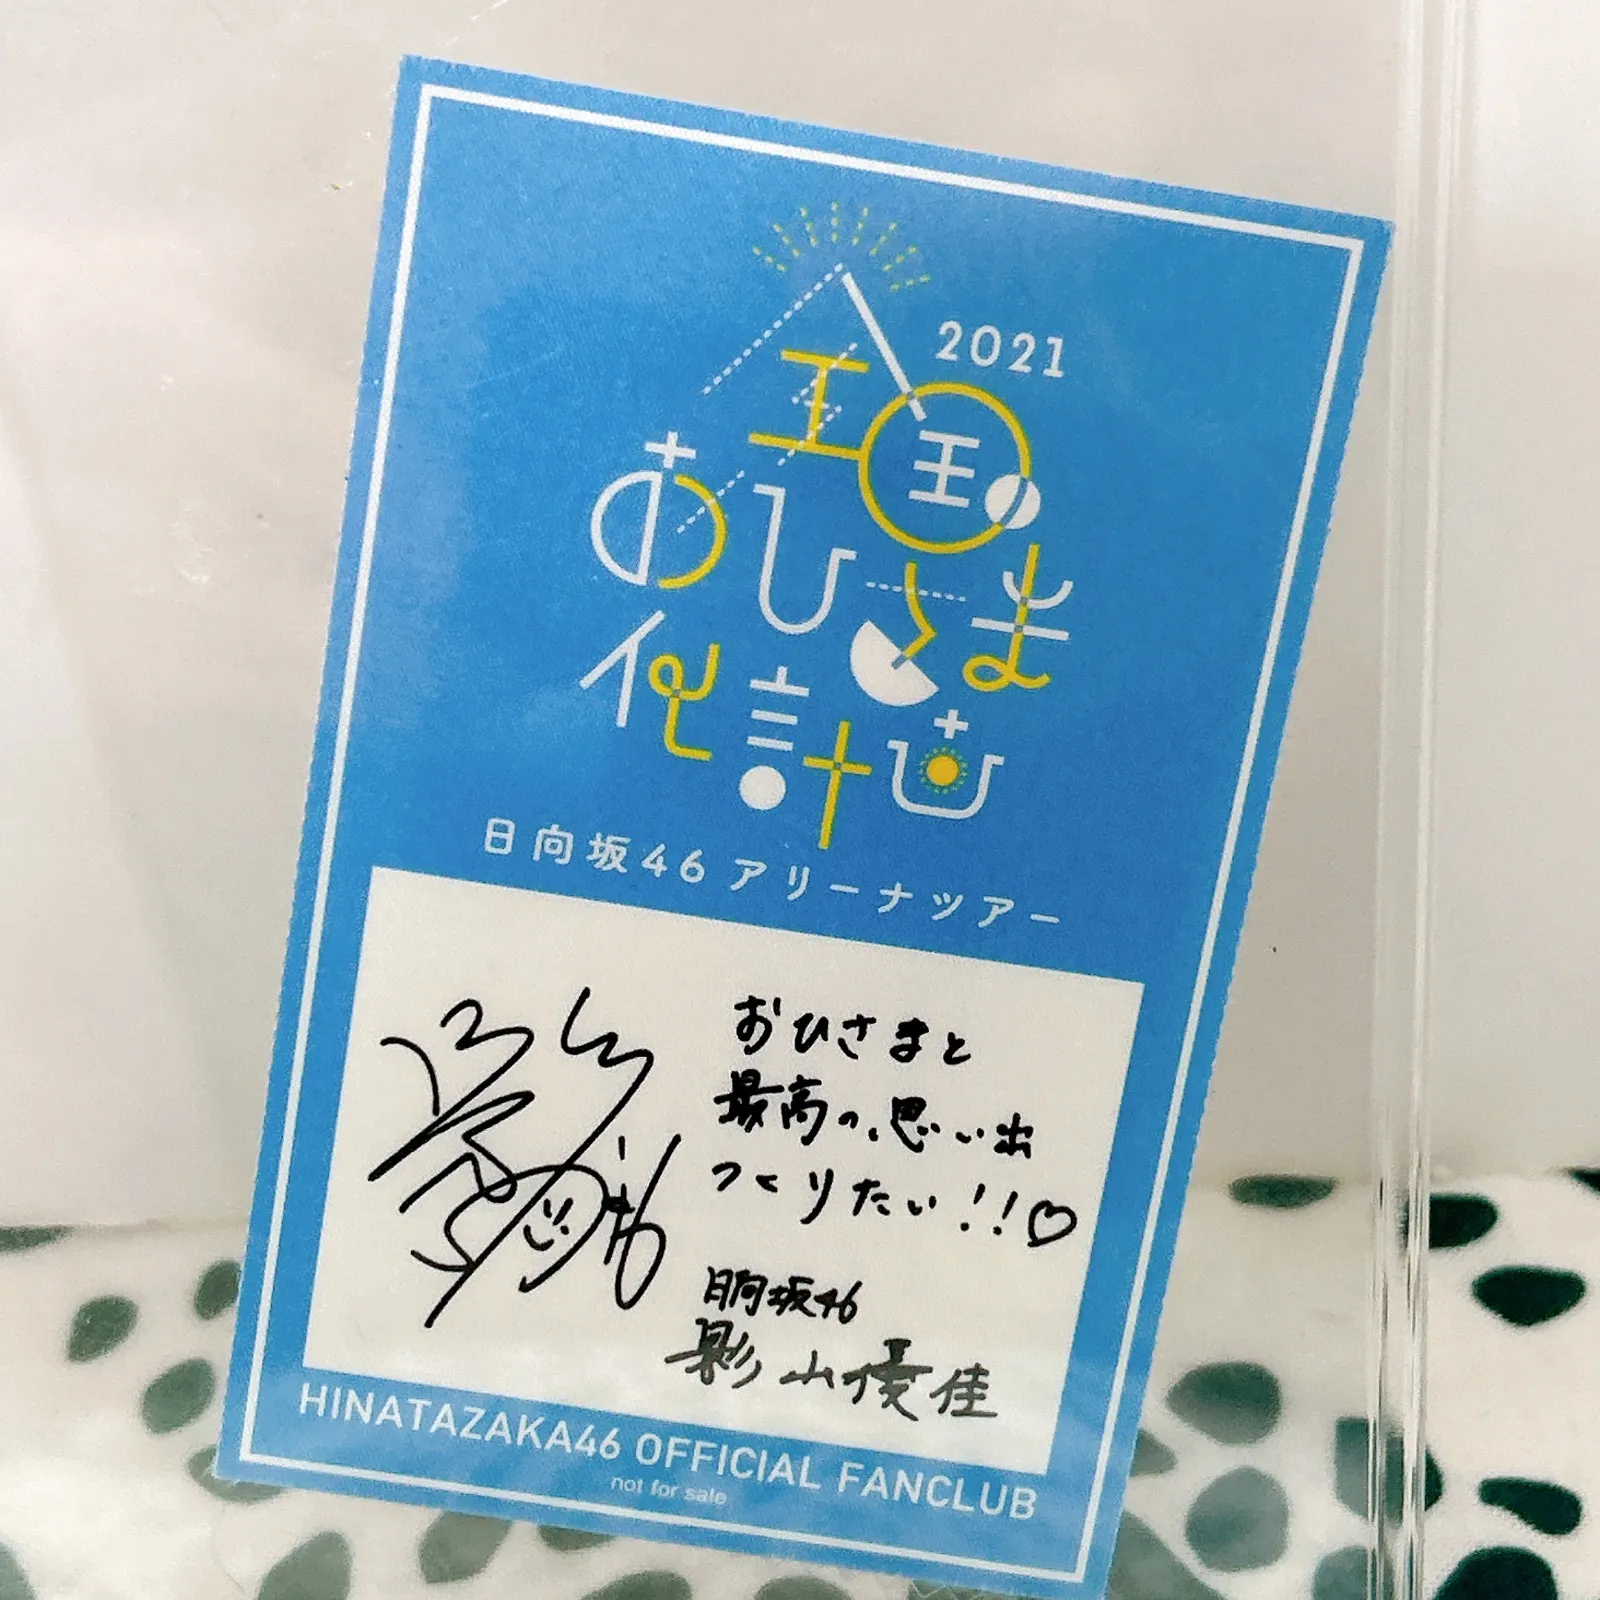 2021
全国
おひさま
化計画
日向坂46アリーナツアー
おひさまと
最高の、思い出
つくりたい!!♡
日向坂46
影山優佳
HINATAZAKA46 OFFICIAL FANCLUB
not for sale